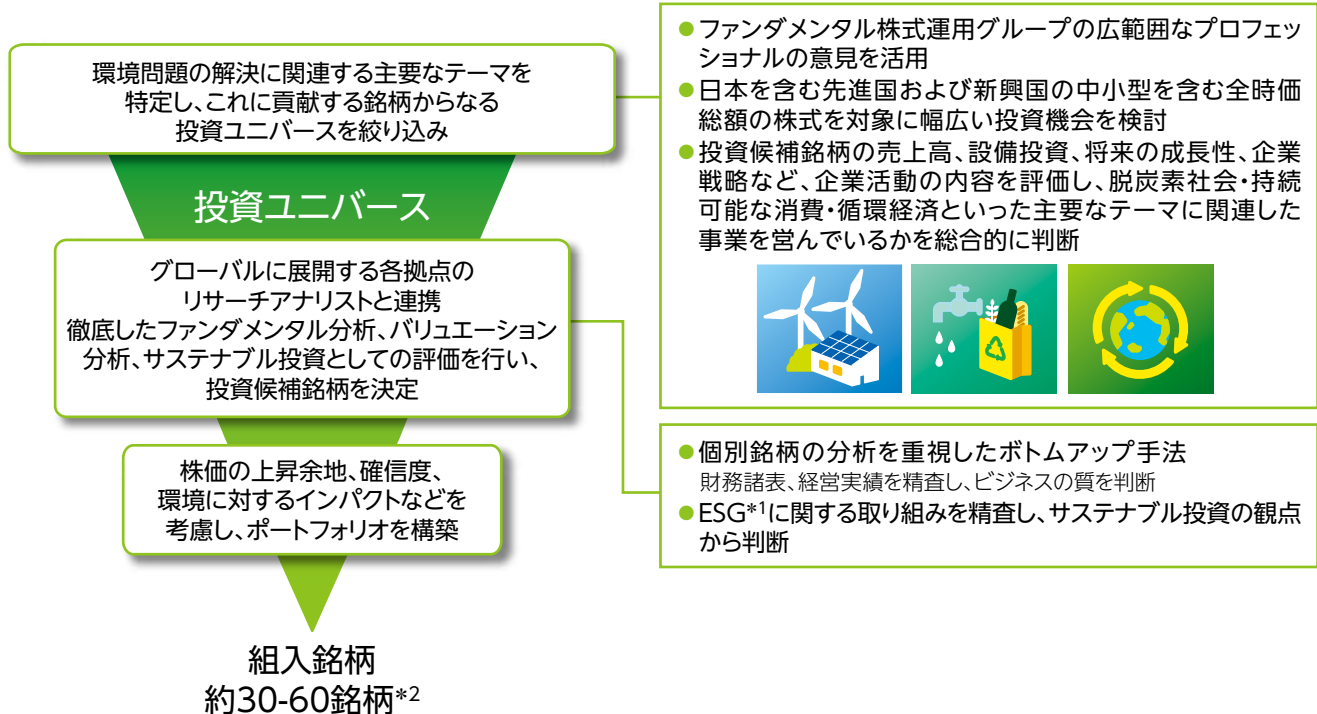 環境問題の解決に関連する主要なテーマを
特定し、これに貢献する銘柄からなる
投資ユニバースを絞り込み
投資ユニバース
グローバルに展開する各拠点の
リサーチアナリストと連携
徹底したファンダメンタル分析、バリュエーション
分析、サステナブル投資としての評価を行い、
投資候補銘柄を決定
株価の上昇余地、確信度、
環境に対するインパクトなどを
考慮し、ポートフォリオを構築
組入銘柄
約30-60銘柄*2
●ファンダメンタル株式運用グループの広範囲なプロフェッ
ショナルの意見を活用
●日本を含む先進国および新興国の中小型を含む全時価
総額の株式を対象に幅広い投資機会を検討
●投資候補銘柄の売上高、設備投資、将来の成長性、企業
戦略など、企業活動の内容を評価し、脱炭素社会・持続
可能な消費・循環経済といった主要なテーマに関連した
事業を営んでいるかを総合的に判断
●個別銘柄の分析を重視したボトムアップ手法
財務諸表、経営実績を精査し、ビジネスの質を判断
●ESG*1に関する取り組みを精査し、サステナブル投資の観点
から判断